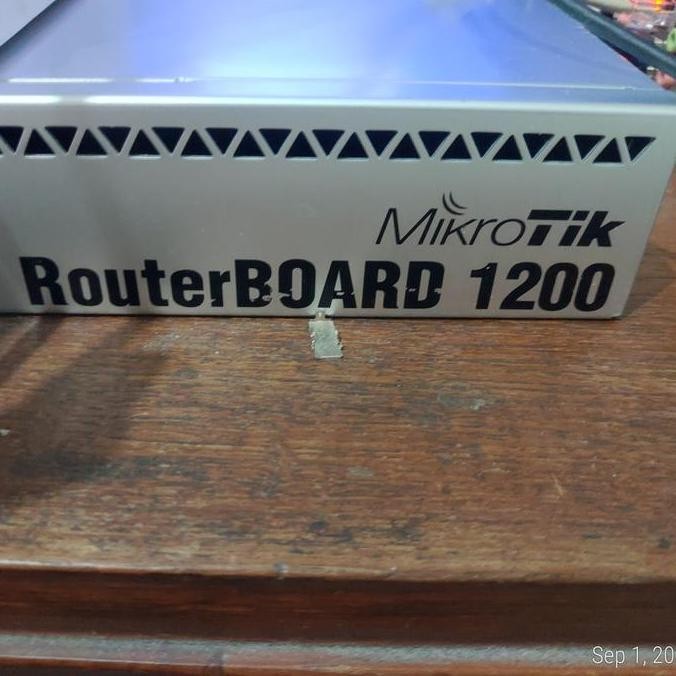 MikroTik
RouterBOARD 1200
Sep 1, 20